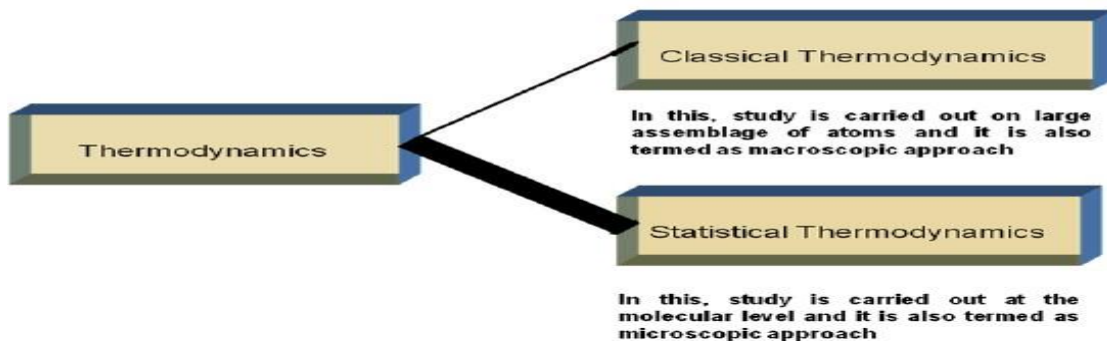 Thermodynamics
Classical Thermodynamics
In this, study is carried out on large
assemblage of atoms and it is also
termed as macroscopic approach
Statistical Thermodynamics
In this, study is carried out at the
molecular level and it is also termed as
microscopic approach